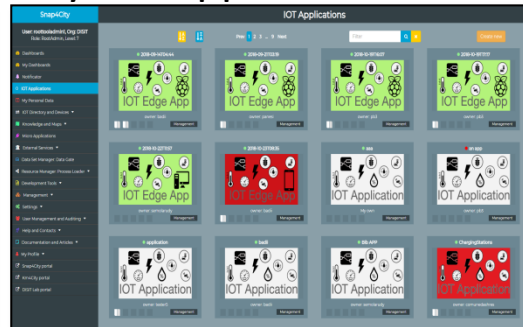 Snap4City
IOT Applications
User: roottooladmin1, Org: DISIT
Role: RootAdmin, Level: 7
Prev 1 2 3 ... 9 Next
Filter
Create new
Dashboards
My Dashboards
Notificator
IOT Applications
My Personal Data
IOT Directory and Devices
Knowledge and Maps
Micro Applications
External Services
Data Set Manager: Data Gate
Resource Manager: Process Loader
Development Tools
Management
Settings
User Management and Auditing
Help and Contacts
Documentation and Articles
My Profile
Snap4City portal
Km4City portal
DISIT Lab portal
IOT Edge App
IOT Edge App
IOT Edge App
IOT Edge App
Management
Management
Management
Management
IOT Edge App
IOT Edge App
IOT Application
IOT Application
My own
Management
Management
Management
Management
application
ChargingStations
IOT Application
IOT Application
IOT Application
IOT Application
Management
Management
Management
Management